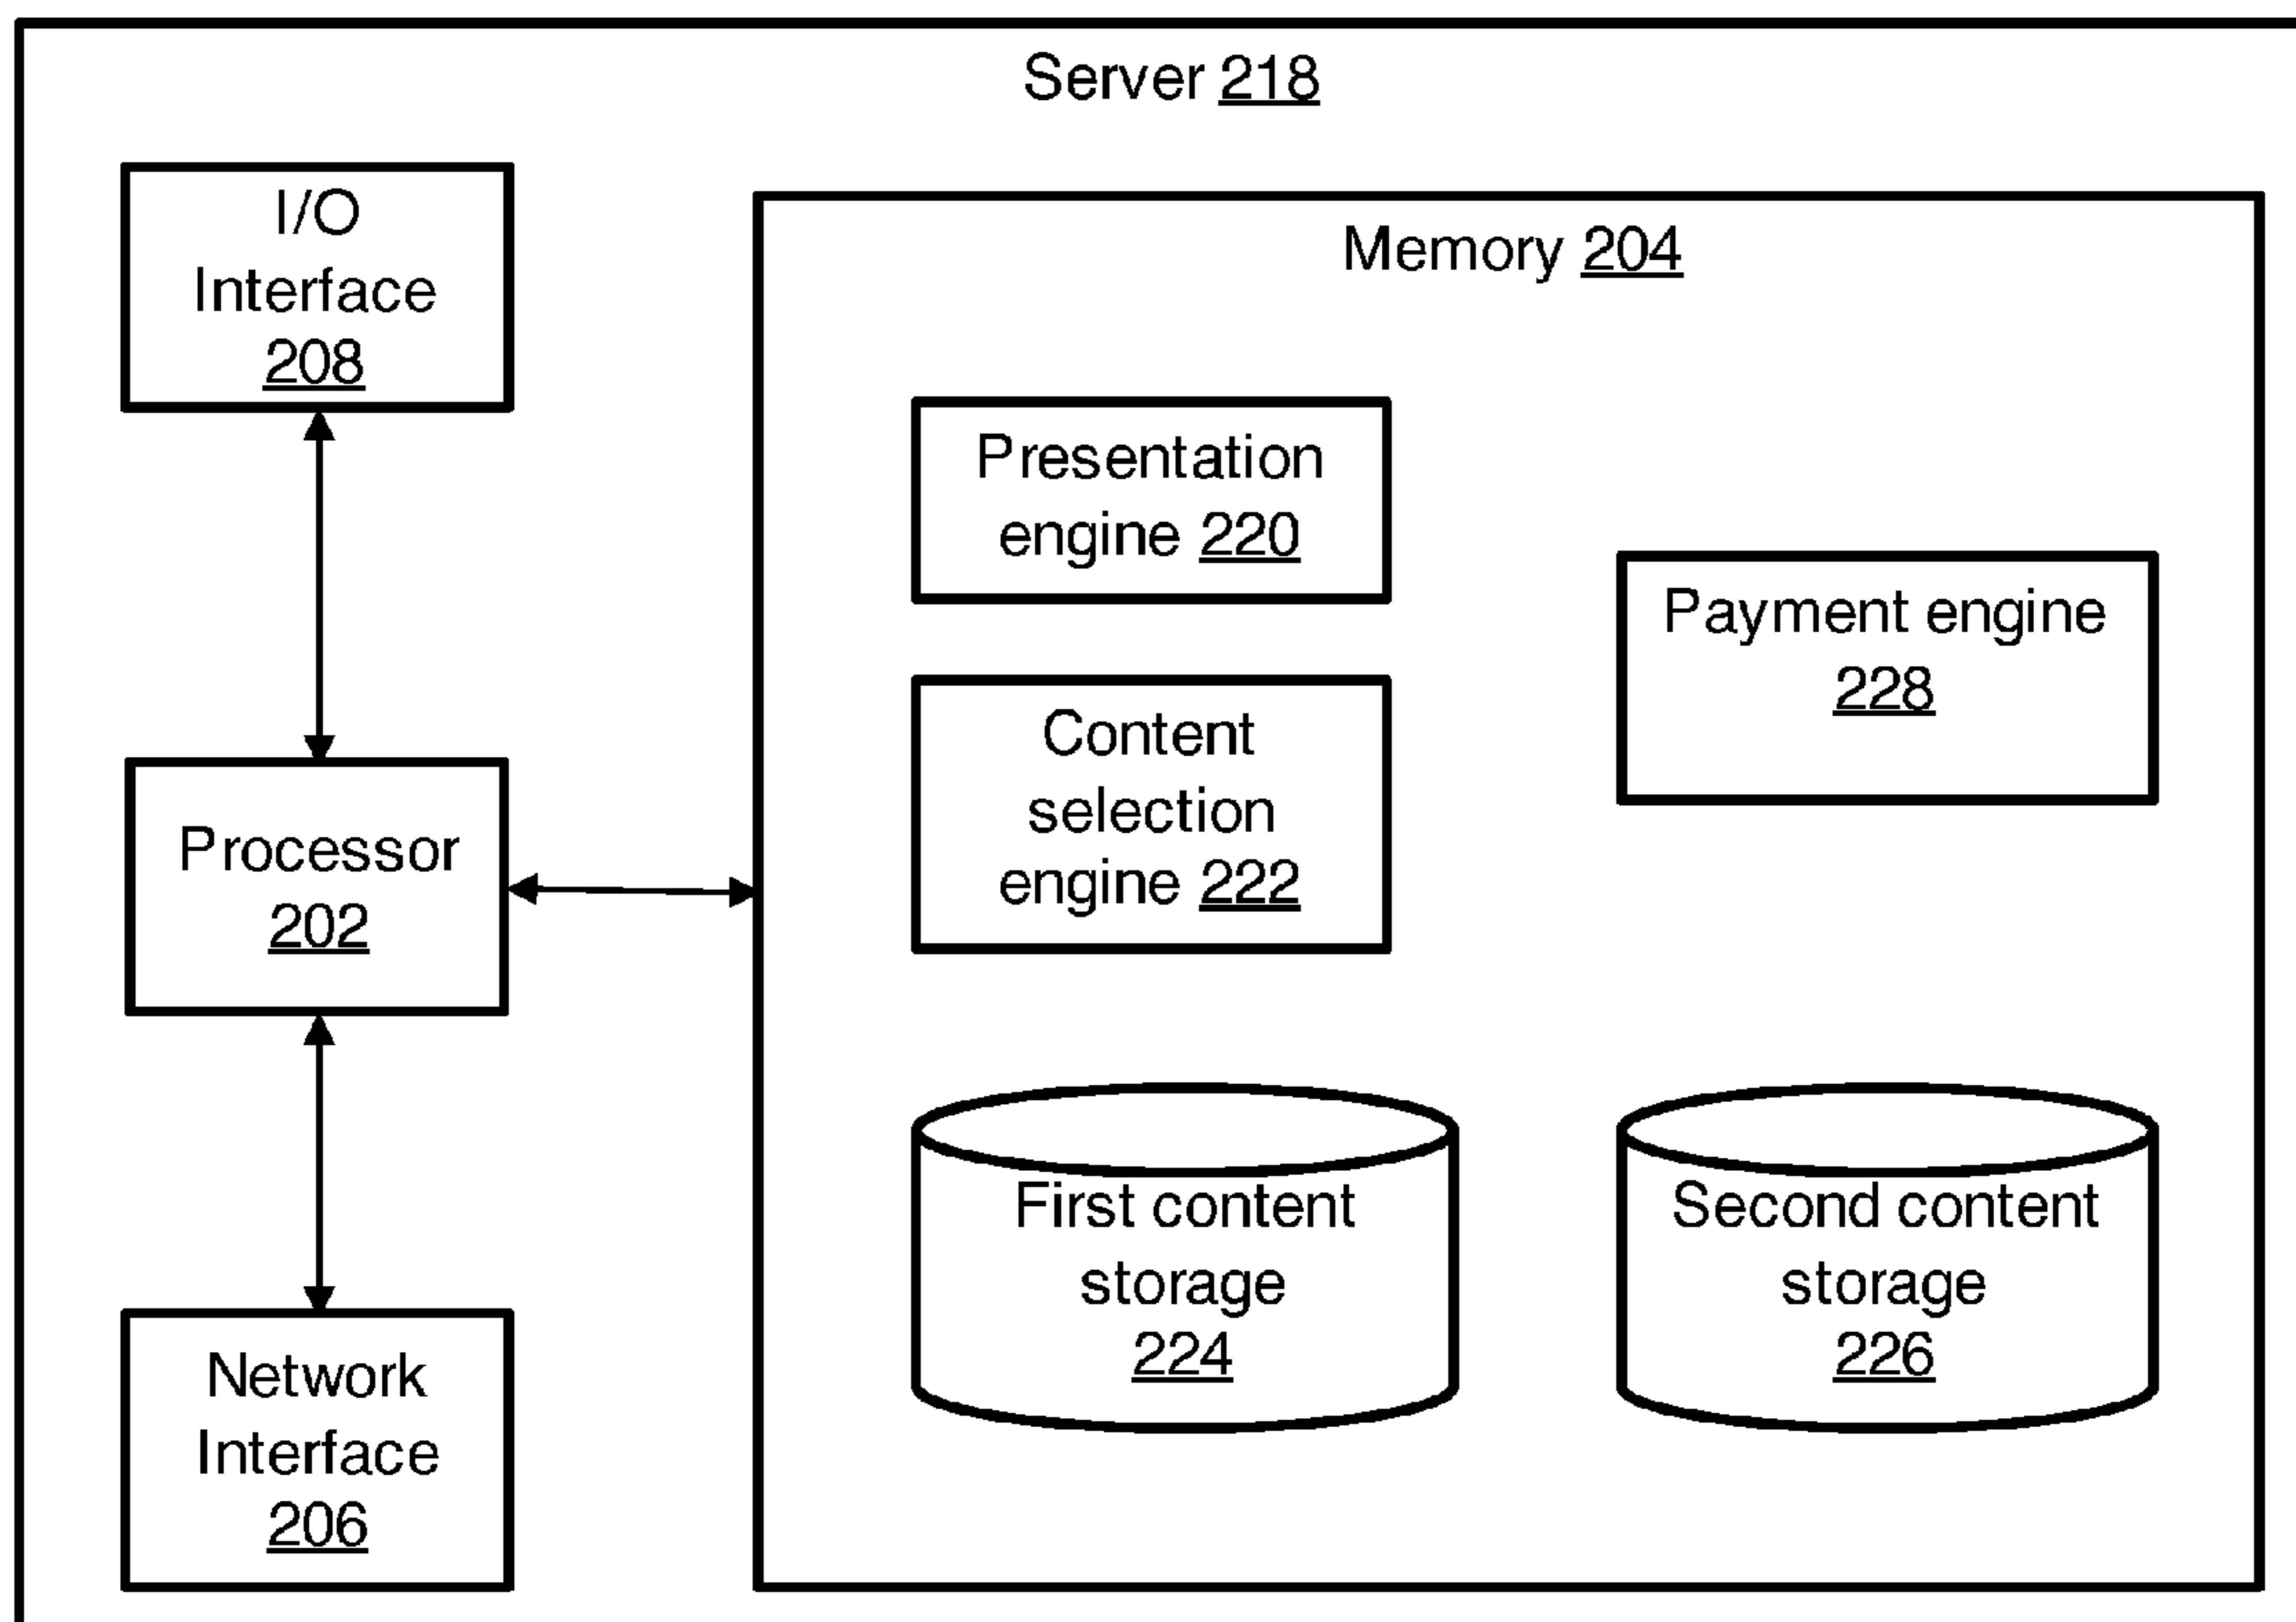 Server 218
I/O
Interface
208
Memory 204
Presentation
engine 220
Payment engine
228
Content
selection
engine 222
Processor
202
First content
storage
224
Second content
storage
226
Network
Interface
206